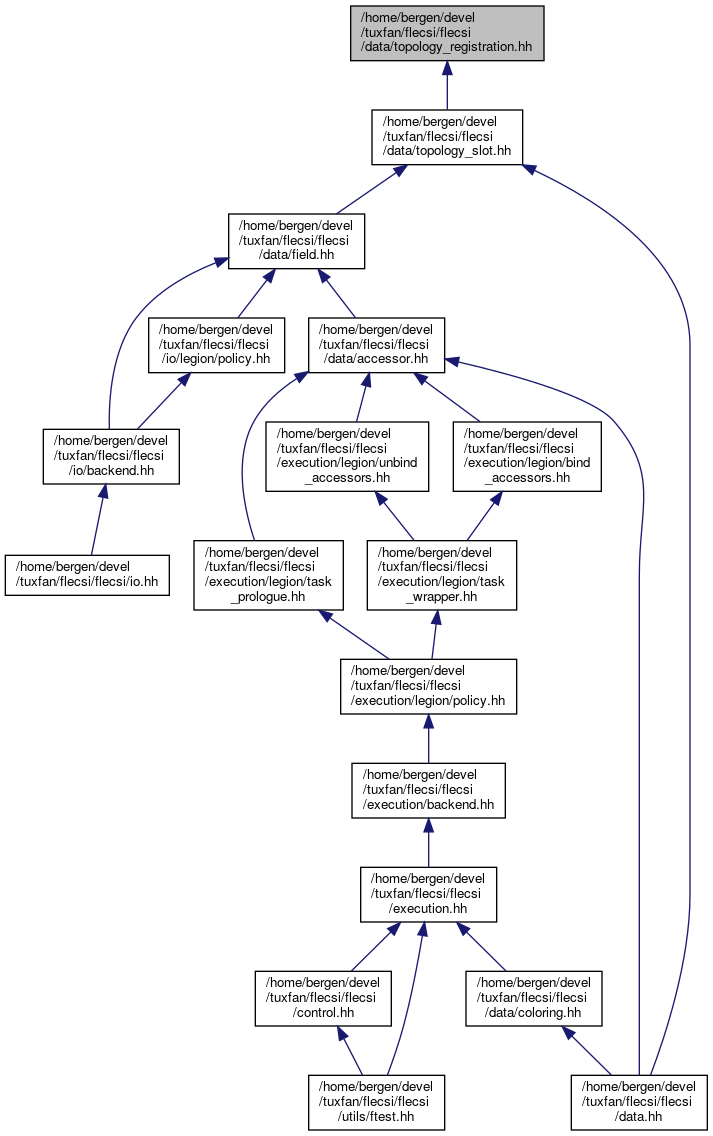 /home/bergen/devel
/tuxfan/flecsi/flecsi
/data/topology_registration.hh
/home/bergen/devel
/tuxfan/flecsi/flecsi
/data/topology_slot.hh
/home/bergen/devel
/tuxfan/flecsi/flecsi
/data/field.hh
/home/bergen/devel
/tuxfan/flecsi/flecsi
/io/legion/policy.hh
/home/bergen/devel
/tuxfan/flecsi/flecsi
/data/accessor.hh
/home/bergen/devel
/tuxfan/flecsi/flecsi
/io/backend.hh
/home/bergen/devel
/tuxfan/flecsi/flecsi
/execution/legion/unbind
_accessors.hh
/home/bergen/devel
/tuxfan/flecsi/flecsi
/execution/legion/bind
_accessors.hh
/home/bergen/devel
/tuxfan/flecsi/flecsi/io.hh
/home/bergen/devel
/tuxfan/flecsi/flecsi
/execution/legion/task
_prologue.hh
/home/bergen/devel
/tuxfan/flecsi/flecsi
/execution/legion/task
_wrapper.hh
/home/bergen/devel
/tuxfan/flecsi/flecsi
/execution/legion/policy.hh
/home/bergen/devel
/tuxfan/flecsi/flecsi
/execution/backend.hh
/home/bergen/devel
/tuxfan/flecsi/flecsi
/execution.hh
/home/bergen/devel
/tuxfan/flecsi/flecsi
/control.hh
/home/bergen/devel
/tuxfan/flecsi/flecsi
/data/coloring.hh
/home/bergen/devel
/tuxfan/flecsi/flecsi
/utils/ftest.hh
/home/bergen/devel
/tuxfan/flecsi/flecsi
/data.hh